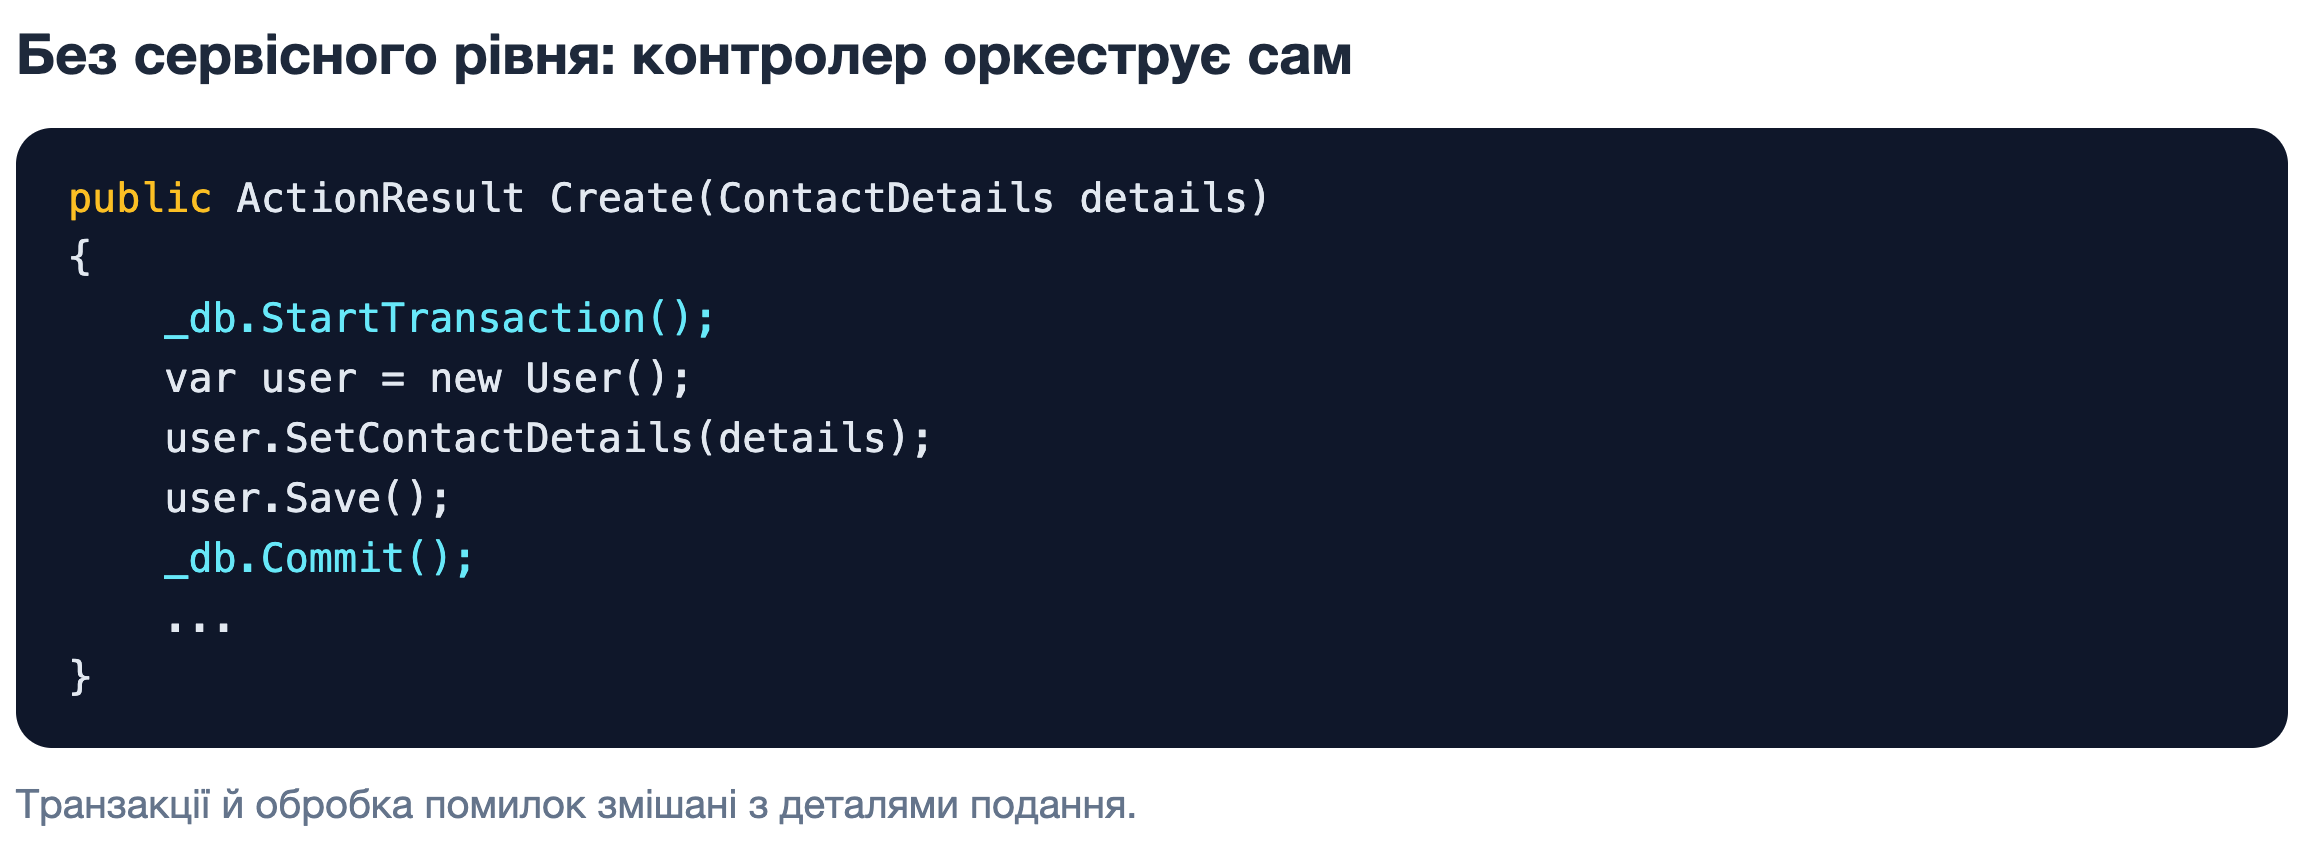 Без сервісного рівня: контролер оркеструє сам
public ActionResult Create(ContactDetails details)
{
    _db.StartTransaction();
    var user = new User();
    user.SetContactDetails(details);
    user.Save();
    _db.Commit();
    ...
}
Транзакції й обробка помилок змішані з деталями подання.